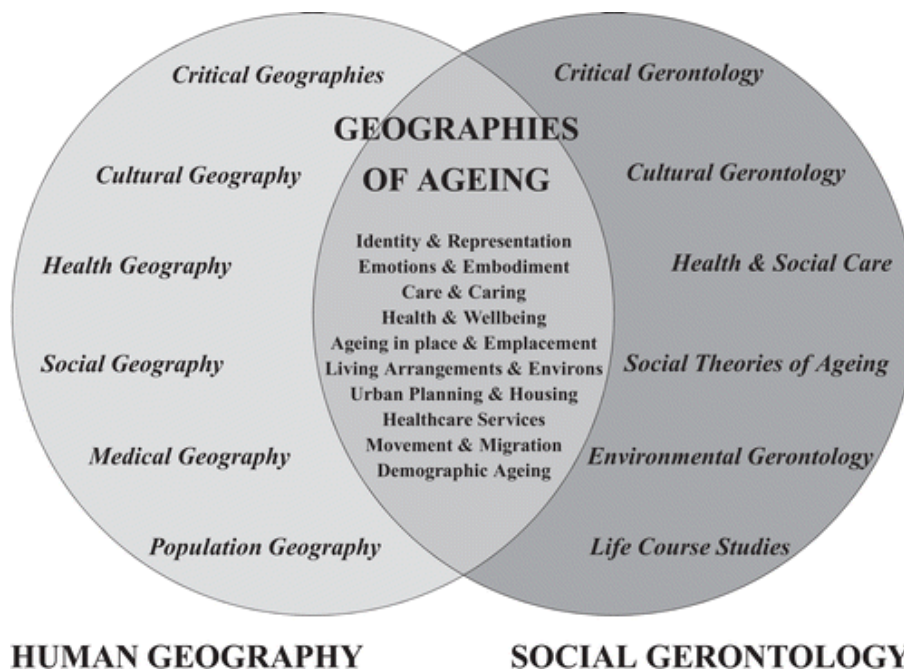 Critical Geographies
Cultural Geography
Health Geography
Social Geography
Medical Geography
Population Geography
GEOGRAPHIES
OF AGEING
Identity & Representation
Emotions & Embodiment
Care & Caring
Health & Wellbeing
Ageing in place & Emplacement
Living Arrangements & Environs
Urban Planning & Housing
Healthcare Services
Movement & Migration
Demographic Ageing
Critical Gerontology
Cultural Gerontology
Health & Social Care
Social Theories of Ageing
Environmental Gerontology
Life Course Studies
HUMAN GEOGRAPHY
SOCIAL GERONTOLOGY